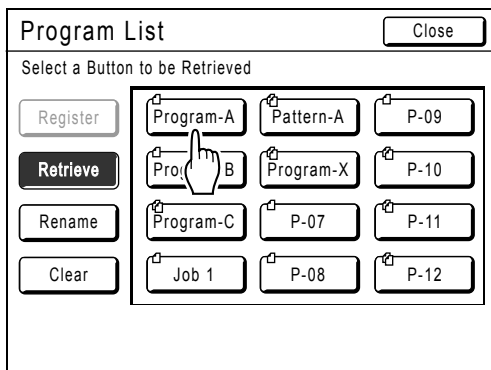 Program List
Close
Select a Button to be Retrieved
Register
Program-A
Pattern-A
P-09
Retrieve
B
Program-X
P-10
Rename
Program-C
P-07
P-11
Clear
Job 1
P-08
P-12